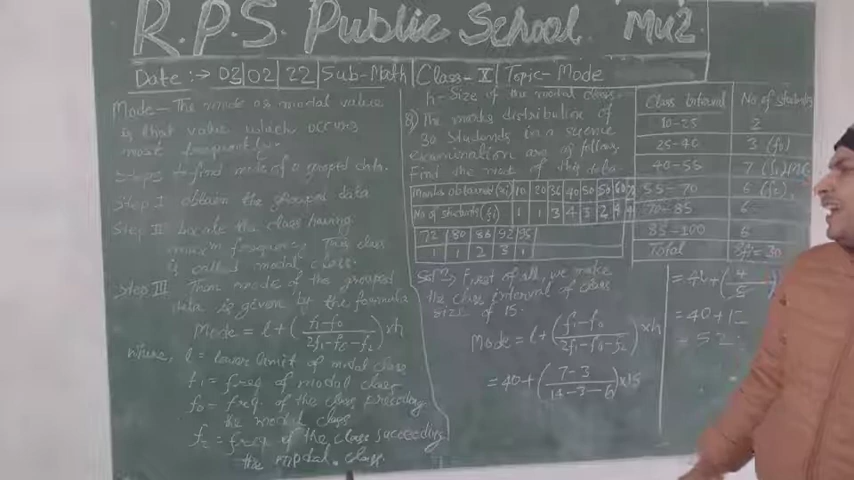 R.P.S Public School Mu2
Date :-> 03 02 22 Sub-Math Class-X Topic-Mode
Mode - The mode or modal value
is that value which occurs
most frequently.
Steps to find mode of a grouped data.
Step I obtain the grouped data
Step II Locate the class having
maxm frequency. This class
is called modal class.
Step III Then mode of the grouped
data is given by the formula
Mode = l + (f₁-f₀ / 2f₁-f₀-f₂) x h
where, l = lower limit of modal class
f₁ = freq of modal class
f₀ = freq. of the class preceding
the modal class
f₂ = freq of the class succeeding
the modal class.
h- Size of the modal class.
Q) The marks distribution of
30 students in a science
examination are as follows
Find the mode of this data.
Marks obtained (xi) 10 20 36 40 50
No of students (fi) 1 1 3 4 3 2
72 80 88 92 95
1 1 2 3 1
Sol :-> First of all, we make
the class interval of class
size of 15.
Mode = l + (f₁-f₀ / 2f₁-f₀-f₂) x h
= 40 + (7-3 / 14-3-6) x 15
Class Interval No. of students
10-25 2
25-40 3 (f₀)
40-55 7 (f₁)
55-70 6 (f₂)
70-85 6
85-100 6
Total = 30
= 40 + (4 / 5
= 40 + 12
= 52